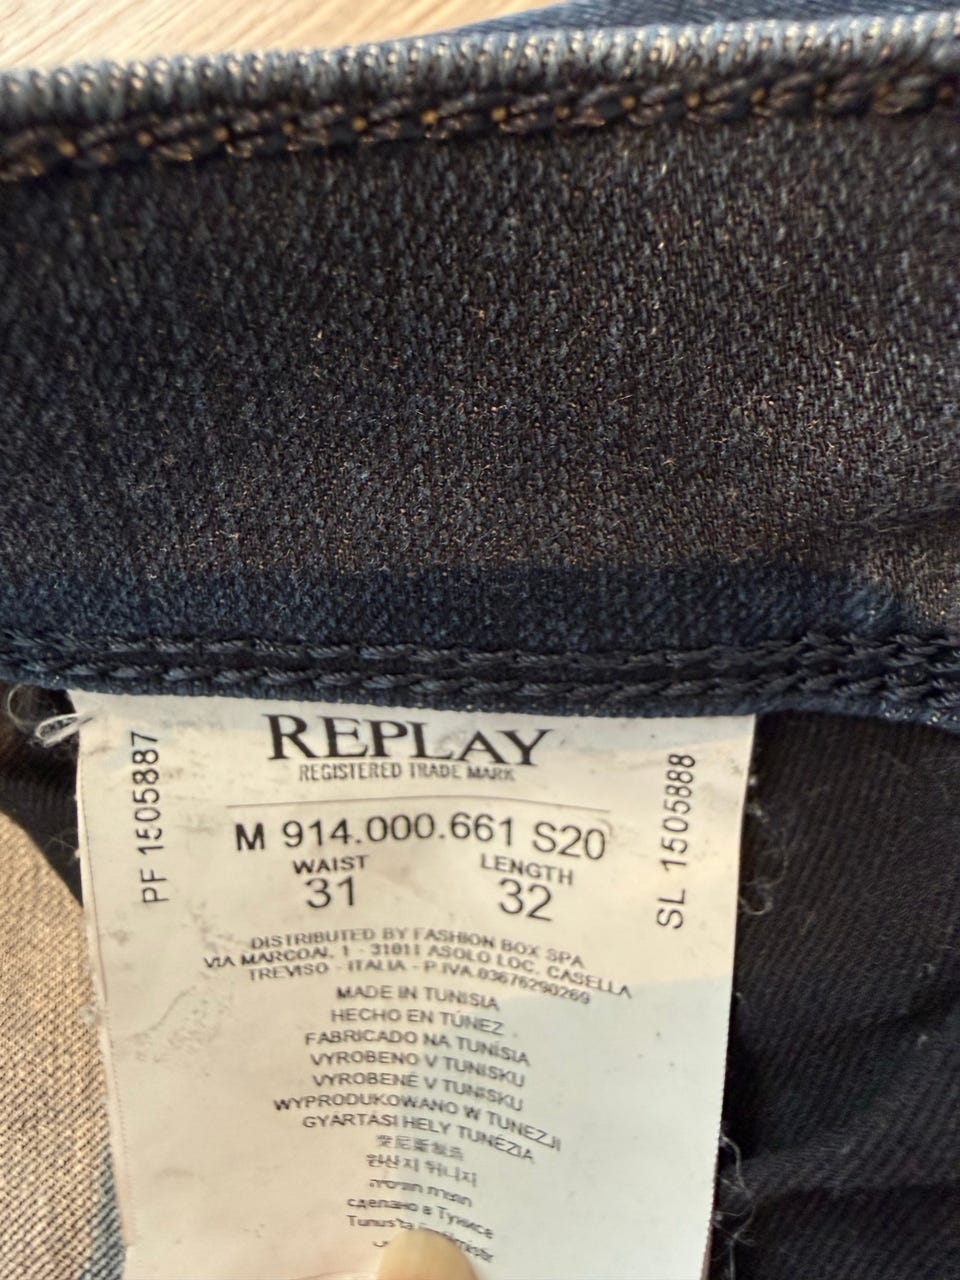 REPLAY
REGISTERED TRADE MARK
PF 1505887
SL 1505888
M 914.000.661 S20
WAIST LENGTH
31 32
DISTRIBUTED BY FASHION BOX SPA
VIA MARCONI, 1 - 31011 ASOLO LOC. CASELLA
TREVISO - ITALIA - P.IVA.03676290269
MADE IN TUNISIA
HECHO EN TÚNEZ
FABRICADO NA TUNÍSIA
VYROBENO V TUNISKU
VYROBENÉ V TUNISKU
WYPRODUKOWANO W TUNEZJI
GYÁRTÁSI HELY TUNÉZIA
원산지 튀니지
сделано в Тунисе
Tunus'ta